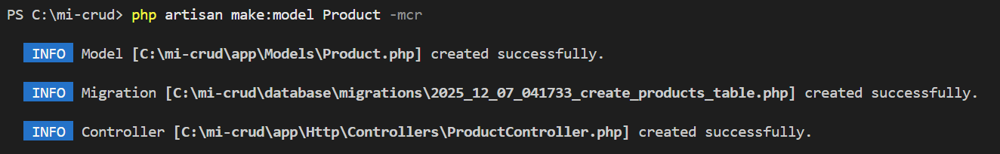 PS C:\mi-crud> php artisan make:model Product -mcr
INFO Model [C:\mi-crud\app\Models\Product.php] created successfully.
INFO Migration [C:\mi-crud\database\migrations\2025_12_07_041733_create_products_table.php] created successfully.
INFO Controller [C:\mi-crud\app\Http\Controllers\ProductController.php] created successfully.